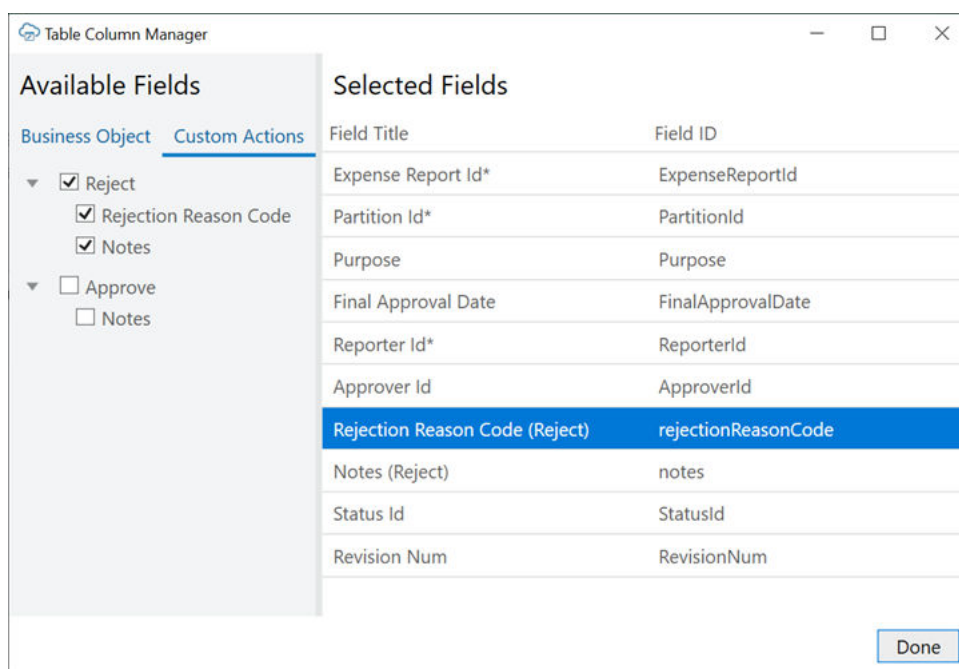 Table Column Manager
Available Fields
Business Object Custom Actions
Reject
Rejection Reason Code
Notes
Approve
Notes
Selected Fields
Field Title Field ID
Expense Report Id* ExpenseReportId
Partition Id* PartitionId
Purpose Purpose
Final Approval Date FinalApprovalDate
Reporter Id* ReporterId
Approver Id ApproverId
Rejection Reason Code (Reject) rejectionReasonCode
Notes (Reject) notes
Status Id StatusId
Revision Num RevisionNum
Done